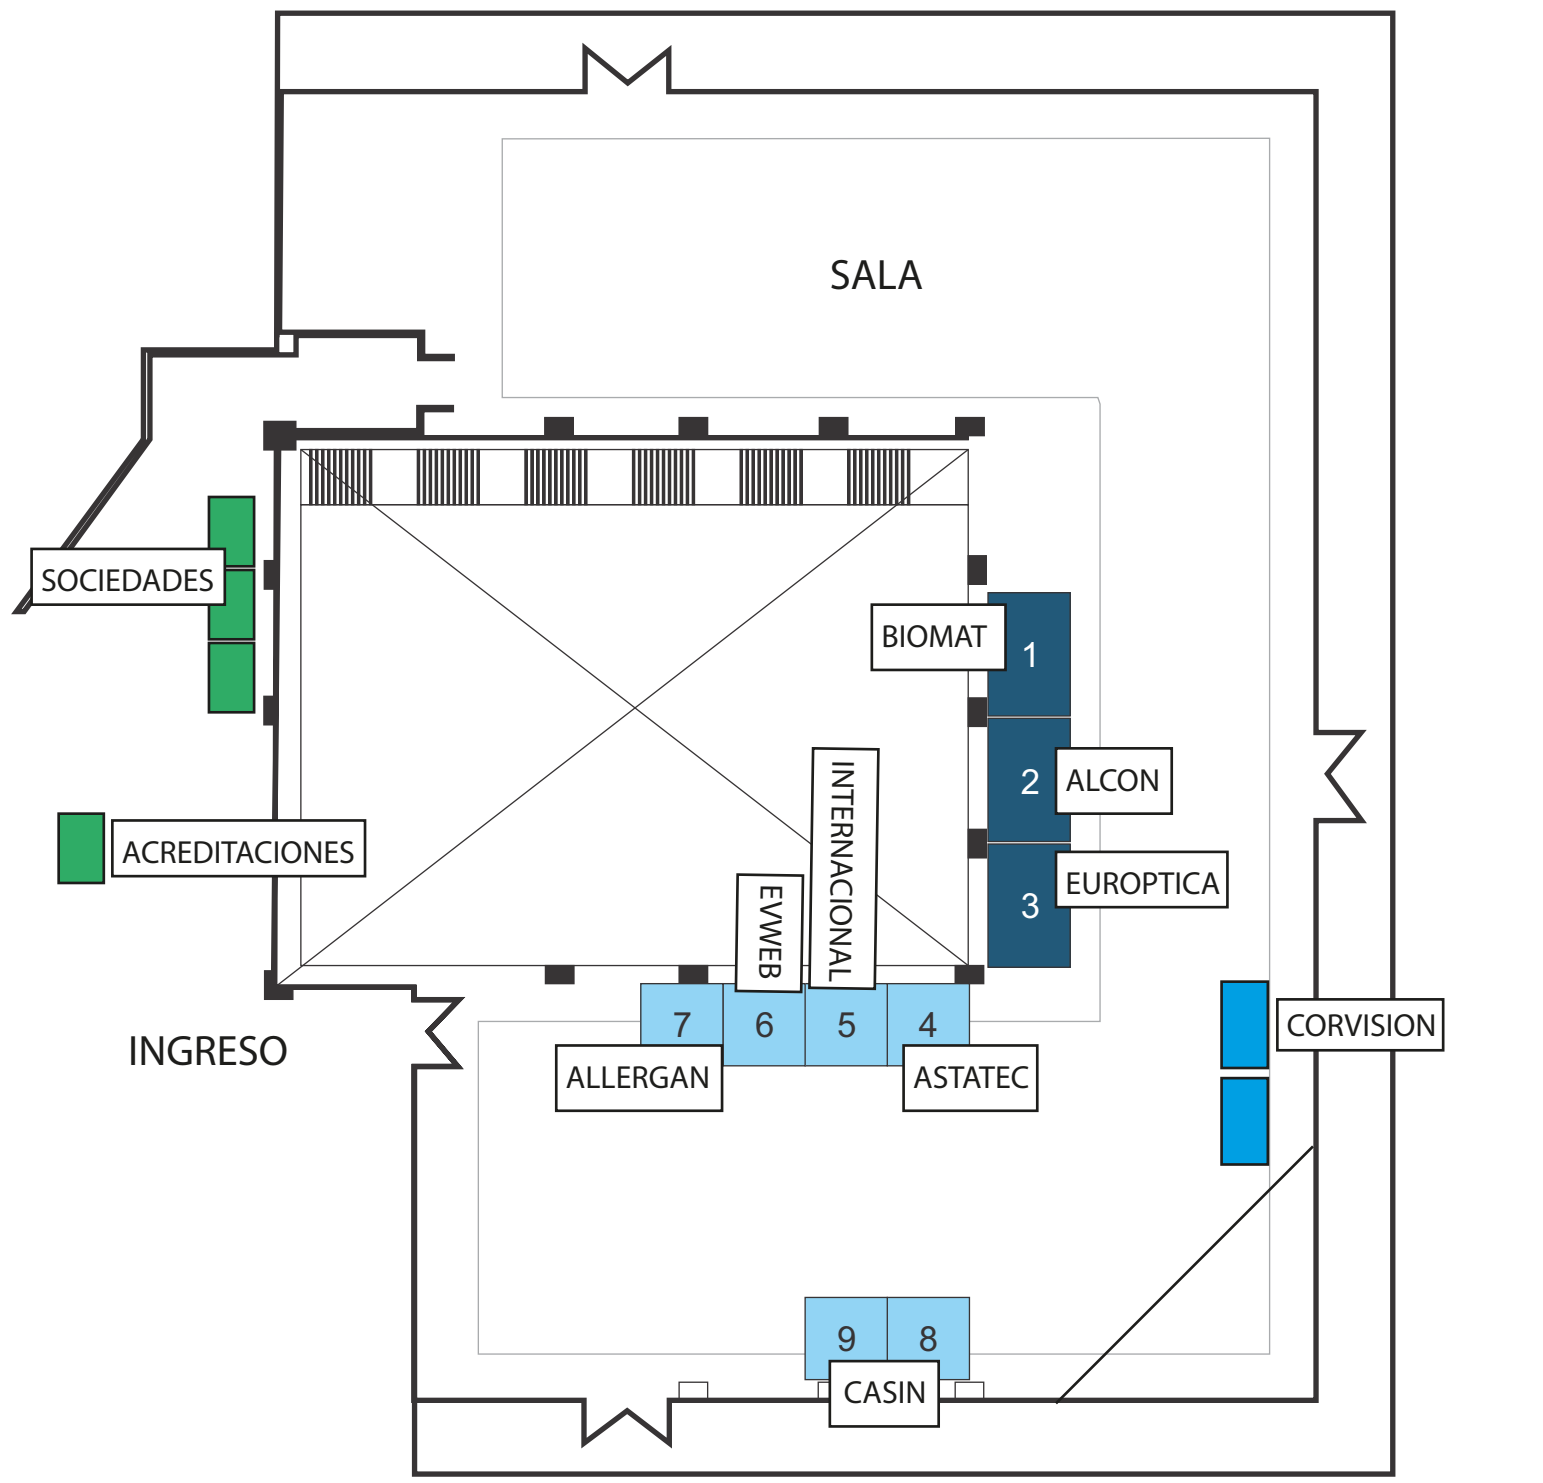 SALA
SOCIEDADES
BIOMAT
1
2
ALCON
INTERNACIONAL
ACREDITACIONES
EVWEB
3
EUROPTICA
INGRESO
7
6
5
4
CORVISION
ALLERGAN
ASTATEC
9
8
CASIN